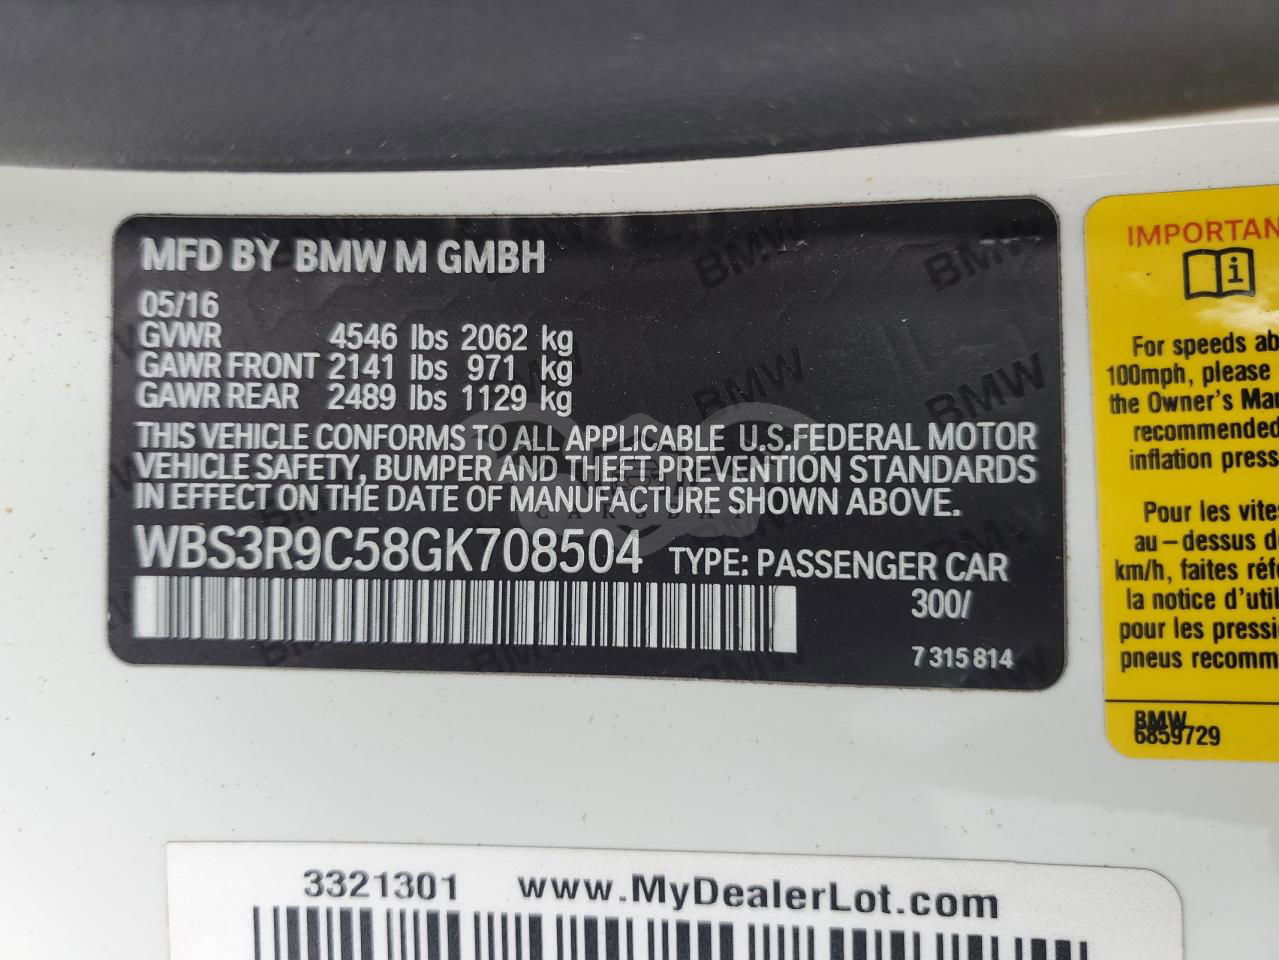 MFD BY BMW M GMBH
05/16
GVWR 4546 lbs 2062 kg
GAWR FRONT 2141 lbs 971 kg
GAWR REAR 2489 lbs 1129 kg
THIS VEHICLE CONFORMS TO ALL APPLICABLE U.S.FEDERAL MOTOR
VEHICLE SAFETY, BUMPER AND THEFT PREVENTION STANDARDS
IN EFFECT ON THE DATE OF MANUFACTURE SHOWN ABOVE.
WBS3R9C58GK708504 TYPE: PASSENGER CAR
300/
7 315 814
IMPORTAN
For speeds ab
100mph, please
the Owner's Man
recommended
inflation press
Pour les vites
au-dessus d
km/h, faites réfé
la notice d'util
pour les pressi
pneus recomm
BMW
6859729
3321301 www.MyDealerLot.com